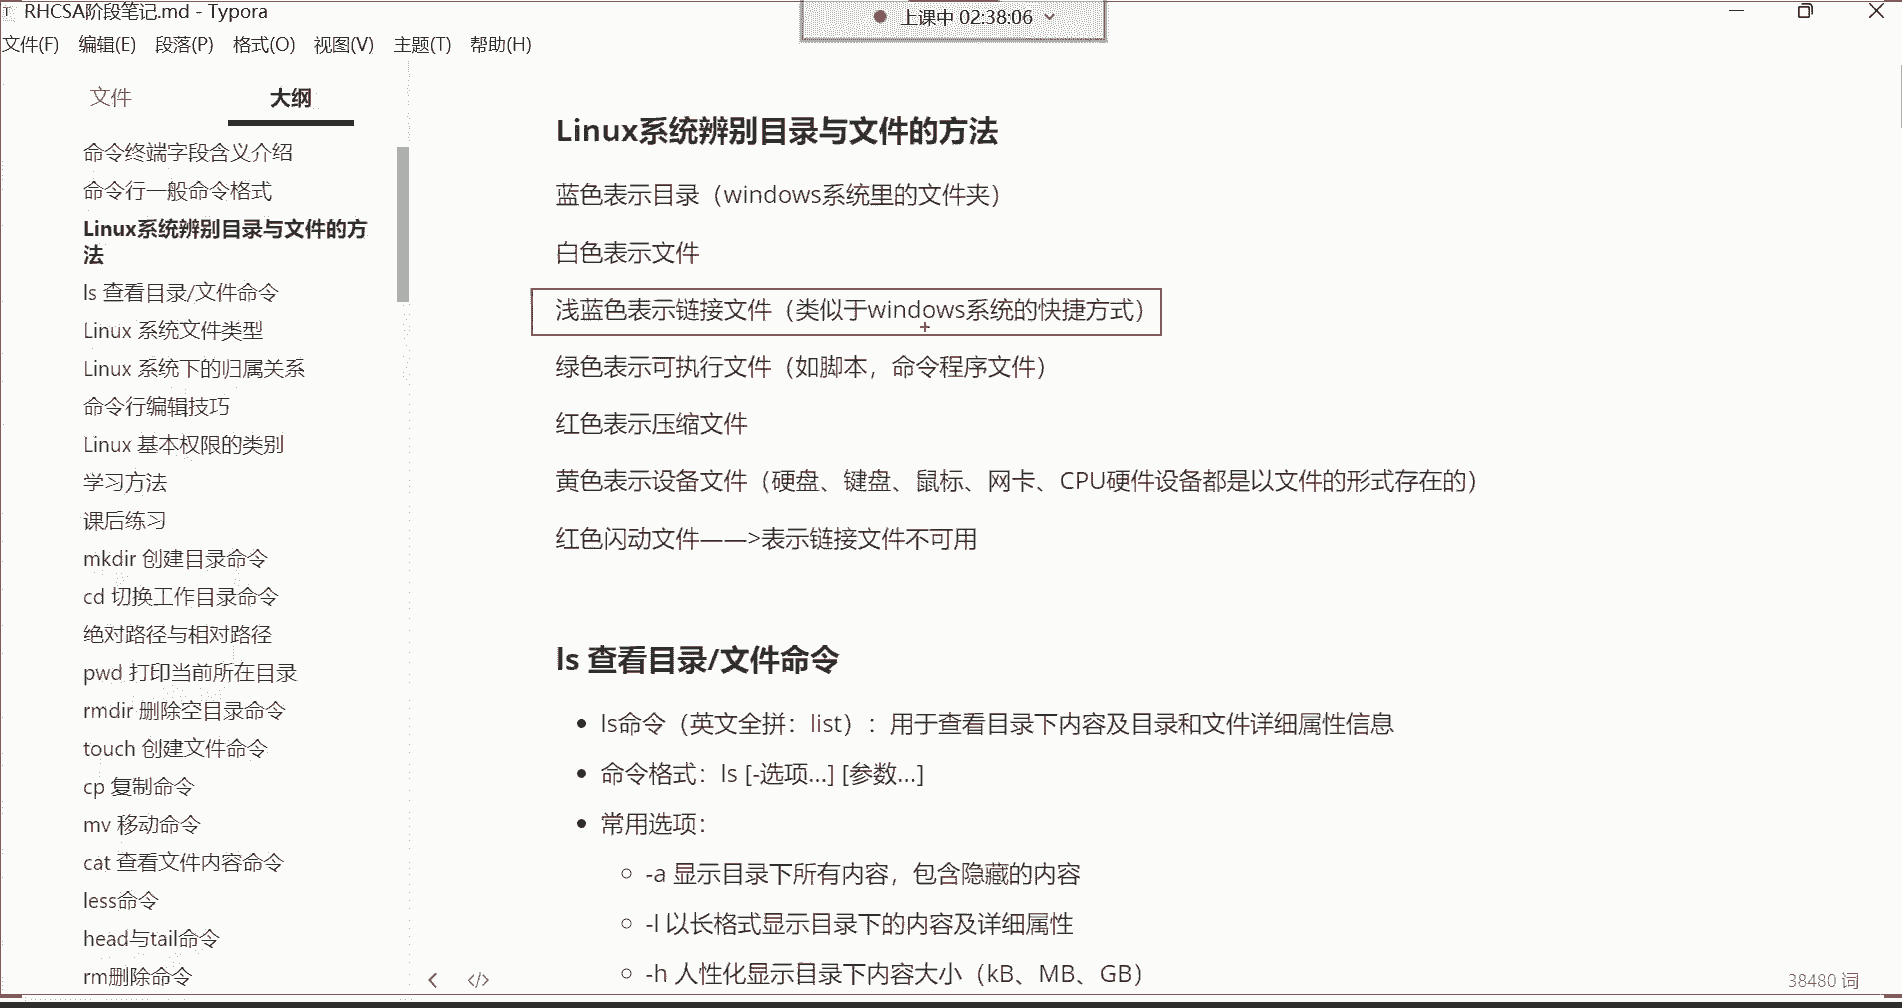 RHCSA阶段笔记.md - Typora
上课中 02:38:06
文件(F) 编辑(E) 段落(P) 格式(O) 视图(V) 主题(T) 帮助(H)
文件 大纲
命令终端字段含义介绍
命令行一般命令格式
Linux系统辨别目录与文件的方
法
ls 查看目录/文件命令
Linux 系统文件类型
Linux 系统下的归属关系
命令行编辑技巧
Linux 基本权限的类别
学习方法
课后练习
mkdir 创建目录命令
cd 切换工作目录命令
绝对路径与相对路径
pwd 打印当前所在目录
rmdir 删除空目录命令
touch 创建文件命令
cp 复制命令
mv 移动命令
cat 查看文件内容命令
less命令
head与tail命令
rm删除命令
Linux系统辨别目录与文件的方法
蓝色表示目录（windows系统里的文件夹）
白色表示文件
浅蓝色表示链接文件（类似于windows系统的快捷方式）
绿色表示可执行文件（如脚本，命令程序文件）
红色表示压缩文件
黄色表示设备文件（硬盘、键盘、鼠标、网卡、CPU硬件设备都是以文件的形式存在的）
红色闪动文件——>表示链接文件不可用
ls 查看目录/文件命令
• ls命令（英文全拼：list）：用于查看目录下内容及目录和文件详细属性信息
• 命令格式：ls [-选项...] [参数...]
• 常用选项：
○ -a 显示目录下所有内容，包含隐藏的内容
○ -l 以长格式显示目录下的内容及详细属性
○ -h 人性化显示目录下内容大小（kB、MB、GB）
38480 词